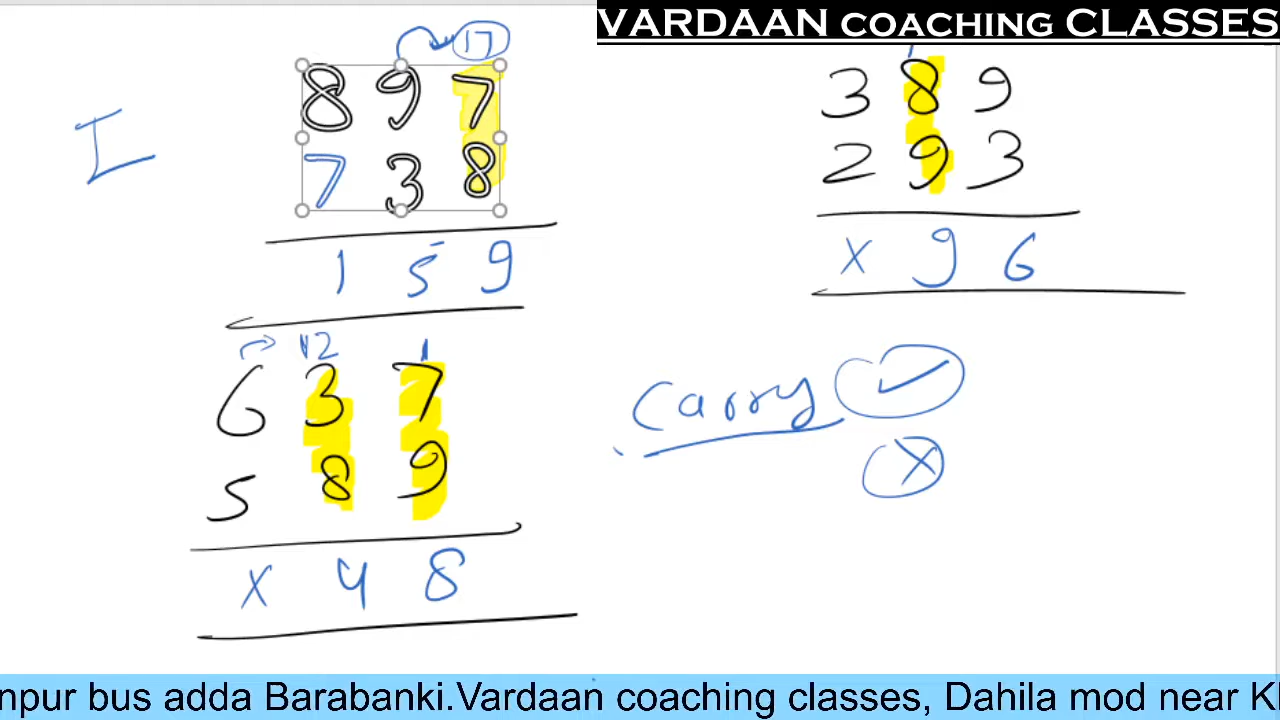 VARDAAN COACHING CLASSES
17
I
8 9 7
7 3 8
1 5 9
3 8 9
2 9 3
x 9 6
12 1
6 3 7
5 8 9
x 4 8
Carry ✓
x
npur bus adda Barabanki.Vardaan coaching classes, Dahila mod near K